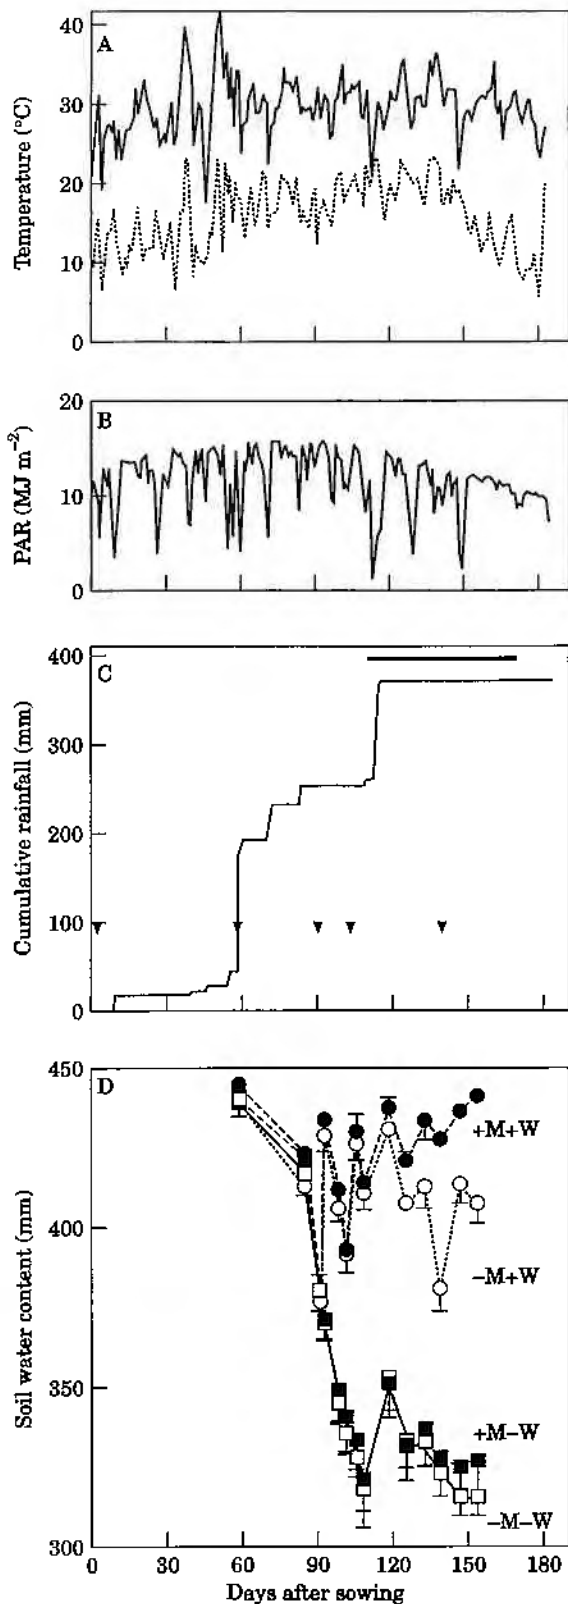 A
40
30
20
10
0
Temperature (°C)
B
20
10
0
PAR (MJ m⁻²)
C
400
300
200
100
0
Cumulative rainfall (mm)
D
450
400
350
300
Soil water content (mm)
+M+W
−M+W
+M−W
−M−W
0 30 60 90 120 150 180
Days after sowing